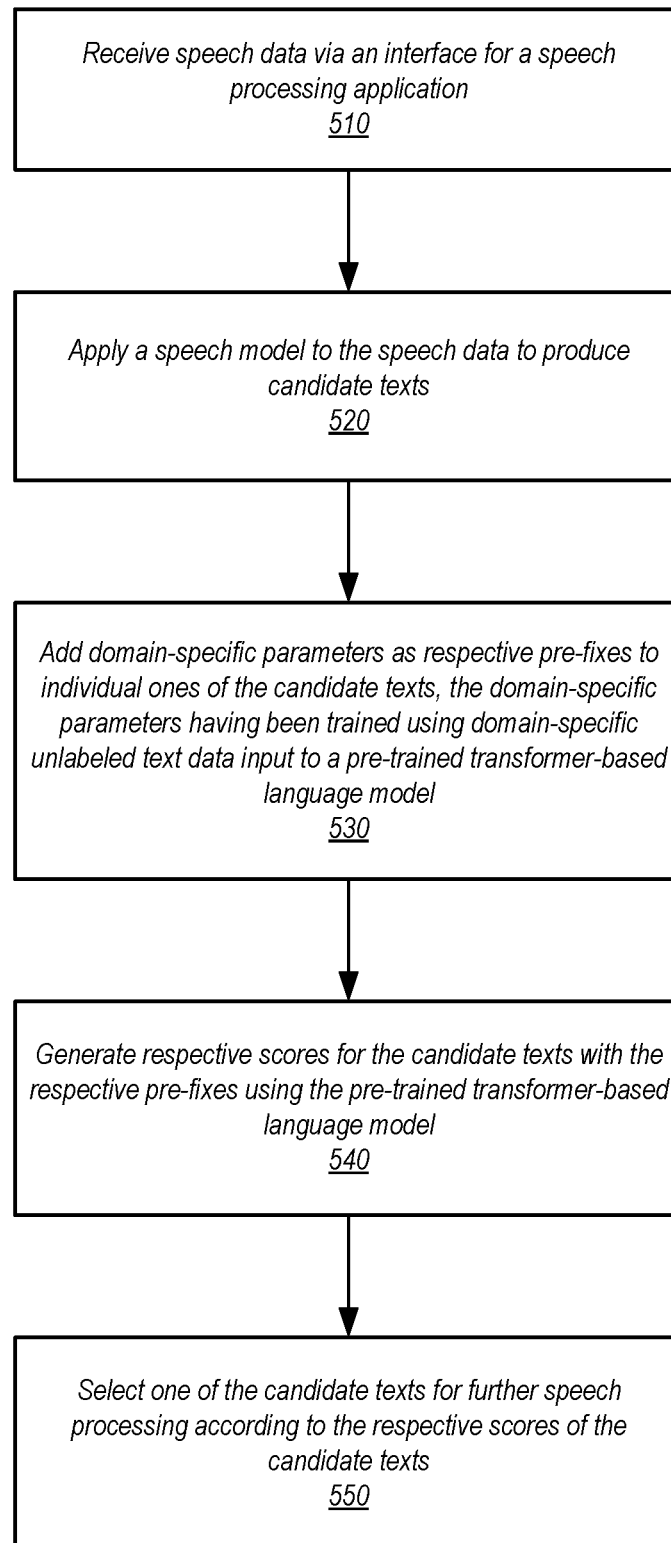 Receive speech data via an interface for a speech
processing application
510
Apply a speech model to the speech data to produce
candidate texts
520
Add domain-specific parameters as respective pre-fixes to
individual ones of the candidate texts, the domain-specific
parameters having been trained using domain-specific
unlabeled text data input to a pre-trained transformer-based
language model
530
Generate respective scores for the candidate texts with the
respective pre-fixes using the pre-trained transformer-based
language model
540
Select one of the candidate texts for further speech
processing according to the respective scores of the
candidate texts
550